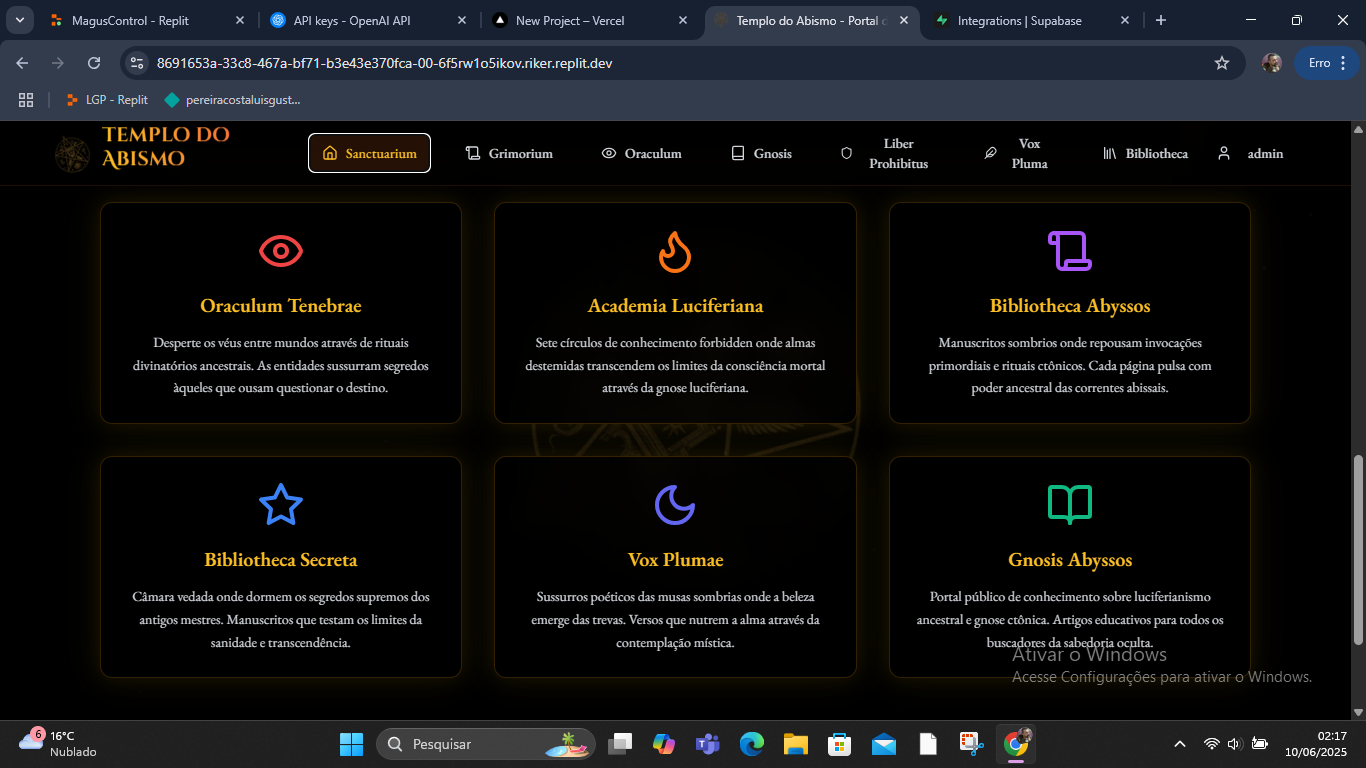 MagusControl - Replit
API keys - OpenAI API
New Project – Vercel
Templo do Abismo - Portal d
Integrations | Supabase
8691653a-33c8-467a-bf71-b3e43e370fca-00-6f5rw1o5ikov.riker.replit.dev
Erro
LGP - Replit
pereiracostaluisgust...
TEMPLO DO
ABISMO
Sanctuarium
Grimorium
Oraculum
Gnosis
Liber
Prohibitus
Vox
Pluma
Bibliotheca
admin
Oraculum Tenebrae
Desperte os véus entre mundos através de rituais
divinatórios ancestrais. As entidades sussurram segredos
àqueles que ousam questionar o destino.
Academia Luciferiana
Sete círculos de conhecimento forbidden onde almas
destemidas transcendem os limites da consciência mortal
através da gnose luciferiana.
Bibliotheca Abyssos
Manuscritos sombrios onde repousam invocações
primordiais e rituais ctônicos. Cada página pulsa com
poder ancestral das correntes abissais.
Bibliotheca Secreta
Câmara vedada onde dormem os segredos supremos dos
antigos mestres. Manuscritos que testam os limites da
sanidade e transcendência.
Vox Plumae
Sussurros poéticos das musas sombrias onde a beleza
emerge das trevas. Versos que nutrem a alma através da
contemplação mística.
Gnosis Abyssos
Portal público de conhecimento sobre luciferianismo
ancestral e gnose ctônica. Artigos educativos para todos os
buscadores da sabedoria oculta.
Ativar o Windows
Acesse Configurações para ativar o Windows.
6
16°C
Nublado
Pesquisar
02:17
10/06/2025